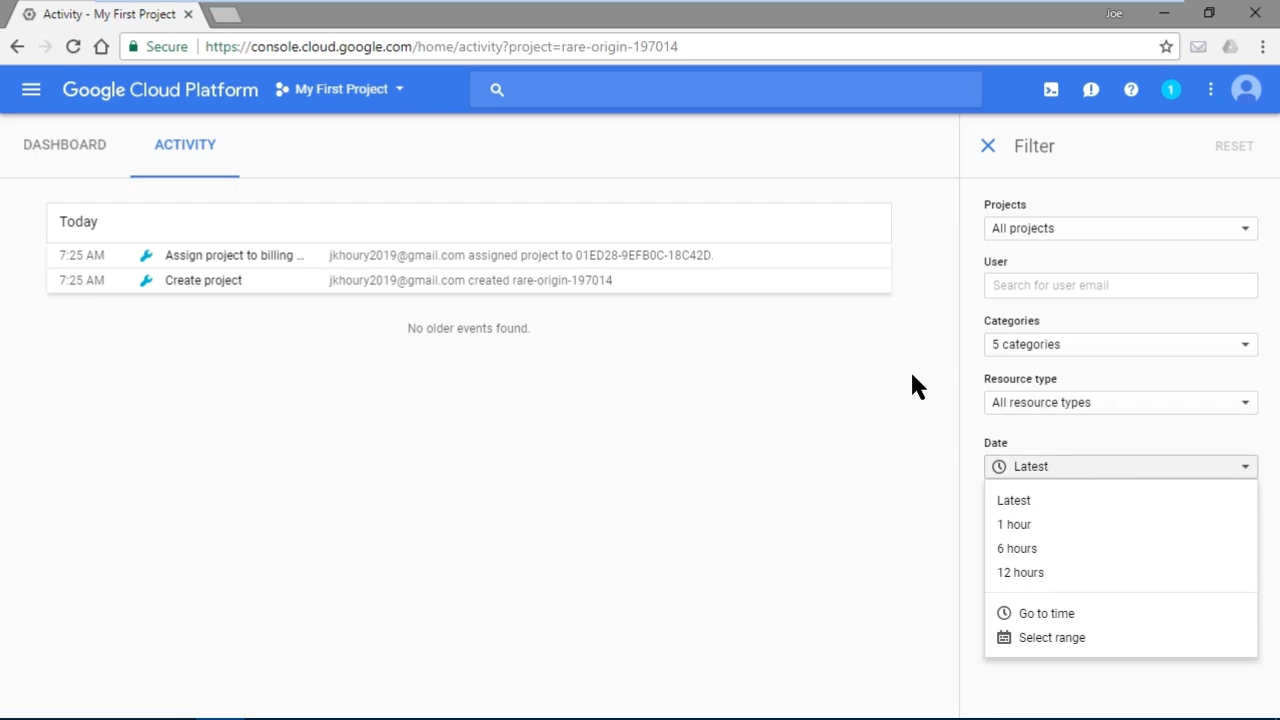 Activity - My First Project
Joe
Secure
https://console.cloud.google.com/home/activity?project=rare-origin-197014
Google Cloud Platform
My First Project
1
DASHBOARD
ACTIVITY
Today
7:25 AM Assign project to billing ... jkhoury2019@gmail.com assigned project to 01ED28-9EFB0C-18C42D.
7:25 AM Create project jkhoury2019@gmail.com created rare-origin-197014
No older events found.
Filter
RESET
Projects
All projects
User
Search for user email
Categories
5 categories
Resource type
All resource types
Date
Latest
Latest
1 hour
6 hours
12 hours
Go to time
Select range